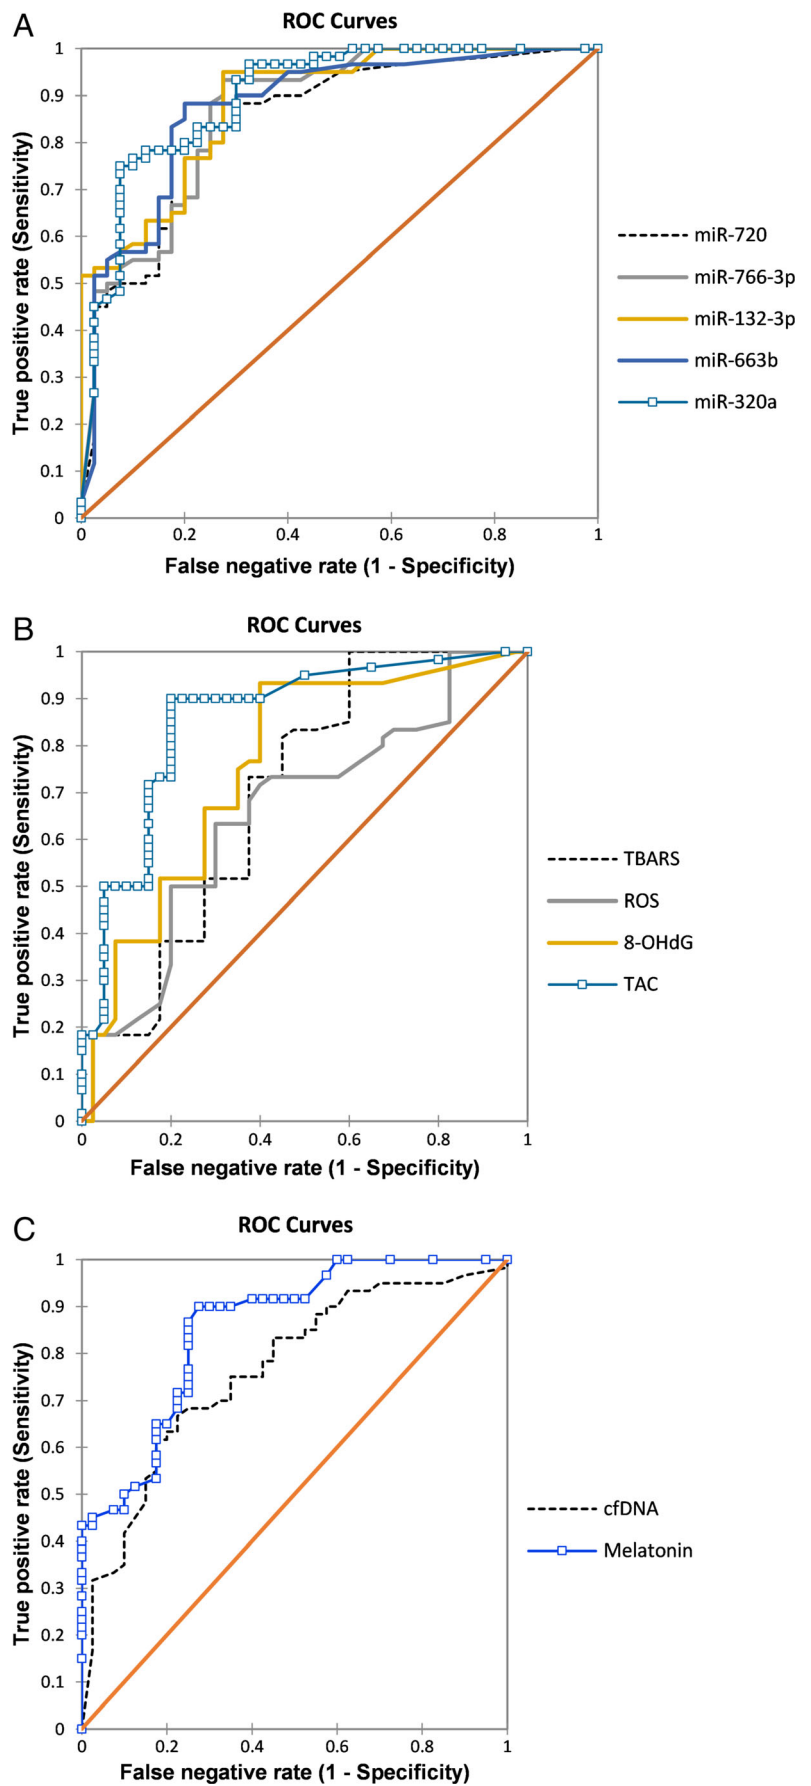 A
ROC Curves
1
0.9
0.8
0.7
0.6
0.5
0.4
0.3
0.2
0.1
0
True positive rate (Sensitivity)
0 0.2 0.4 0.6 0.8 1
False negative rate (1 - Specificity)
miR-720
miR-766-3p
miR-132-3p
miR-663b
miR-320a
B
ROC Curves
1
0.9
0.8
0.7
0.6
0.5
0.4
0.3
0.2
0.1
0
True positive rate (Sensitivity)
0 0.2 0.4 0.6 0.8 1
False negative rate (1 - Specificity)
TBARS
ROS
8-OHdG
TAC
C
ROC Curves
1
0.9
0.8
0.7
0.6
0.5
0.4
0.3
0.2
0.1
0
True positive rate (Sensitivity)
0 0.2 0.4 0.6 0.8 1
False negative rate (1 - Specificity)
cfDNA
Melatonin